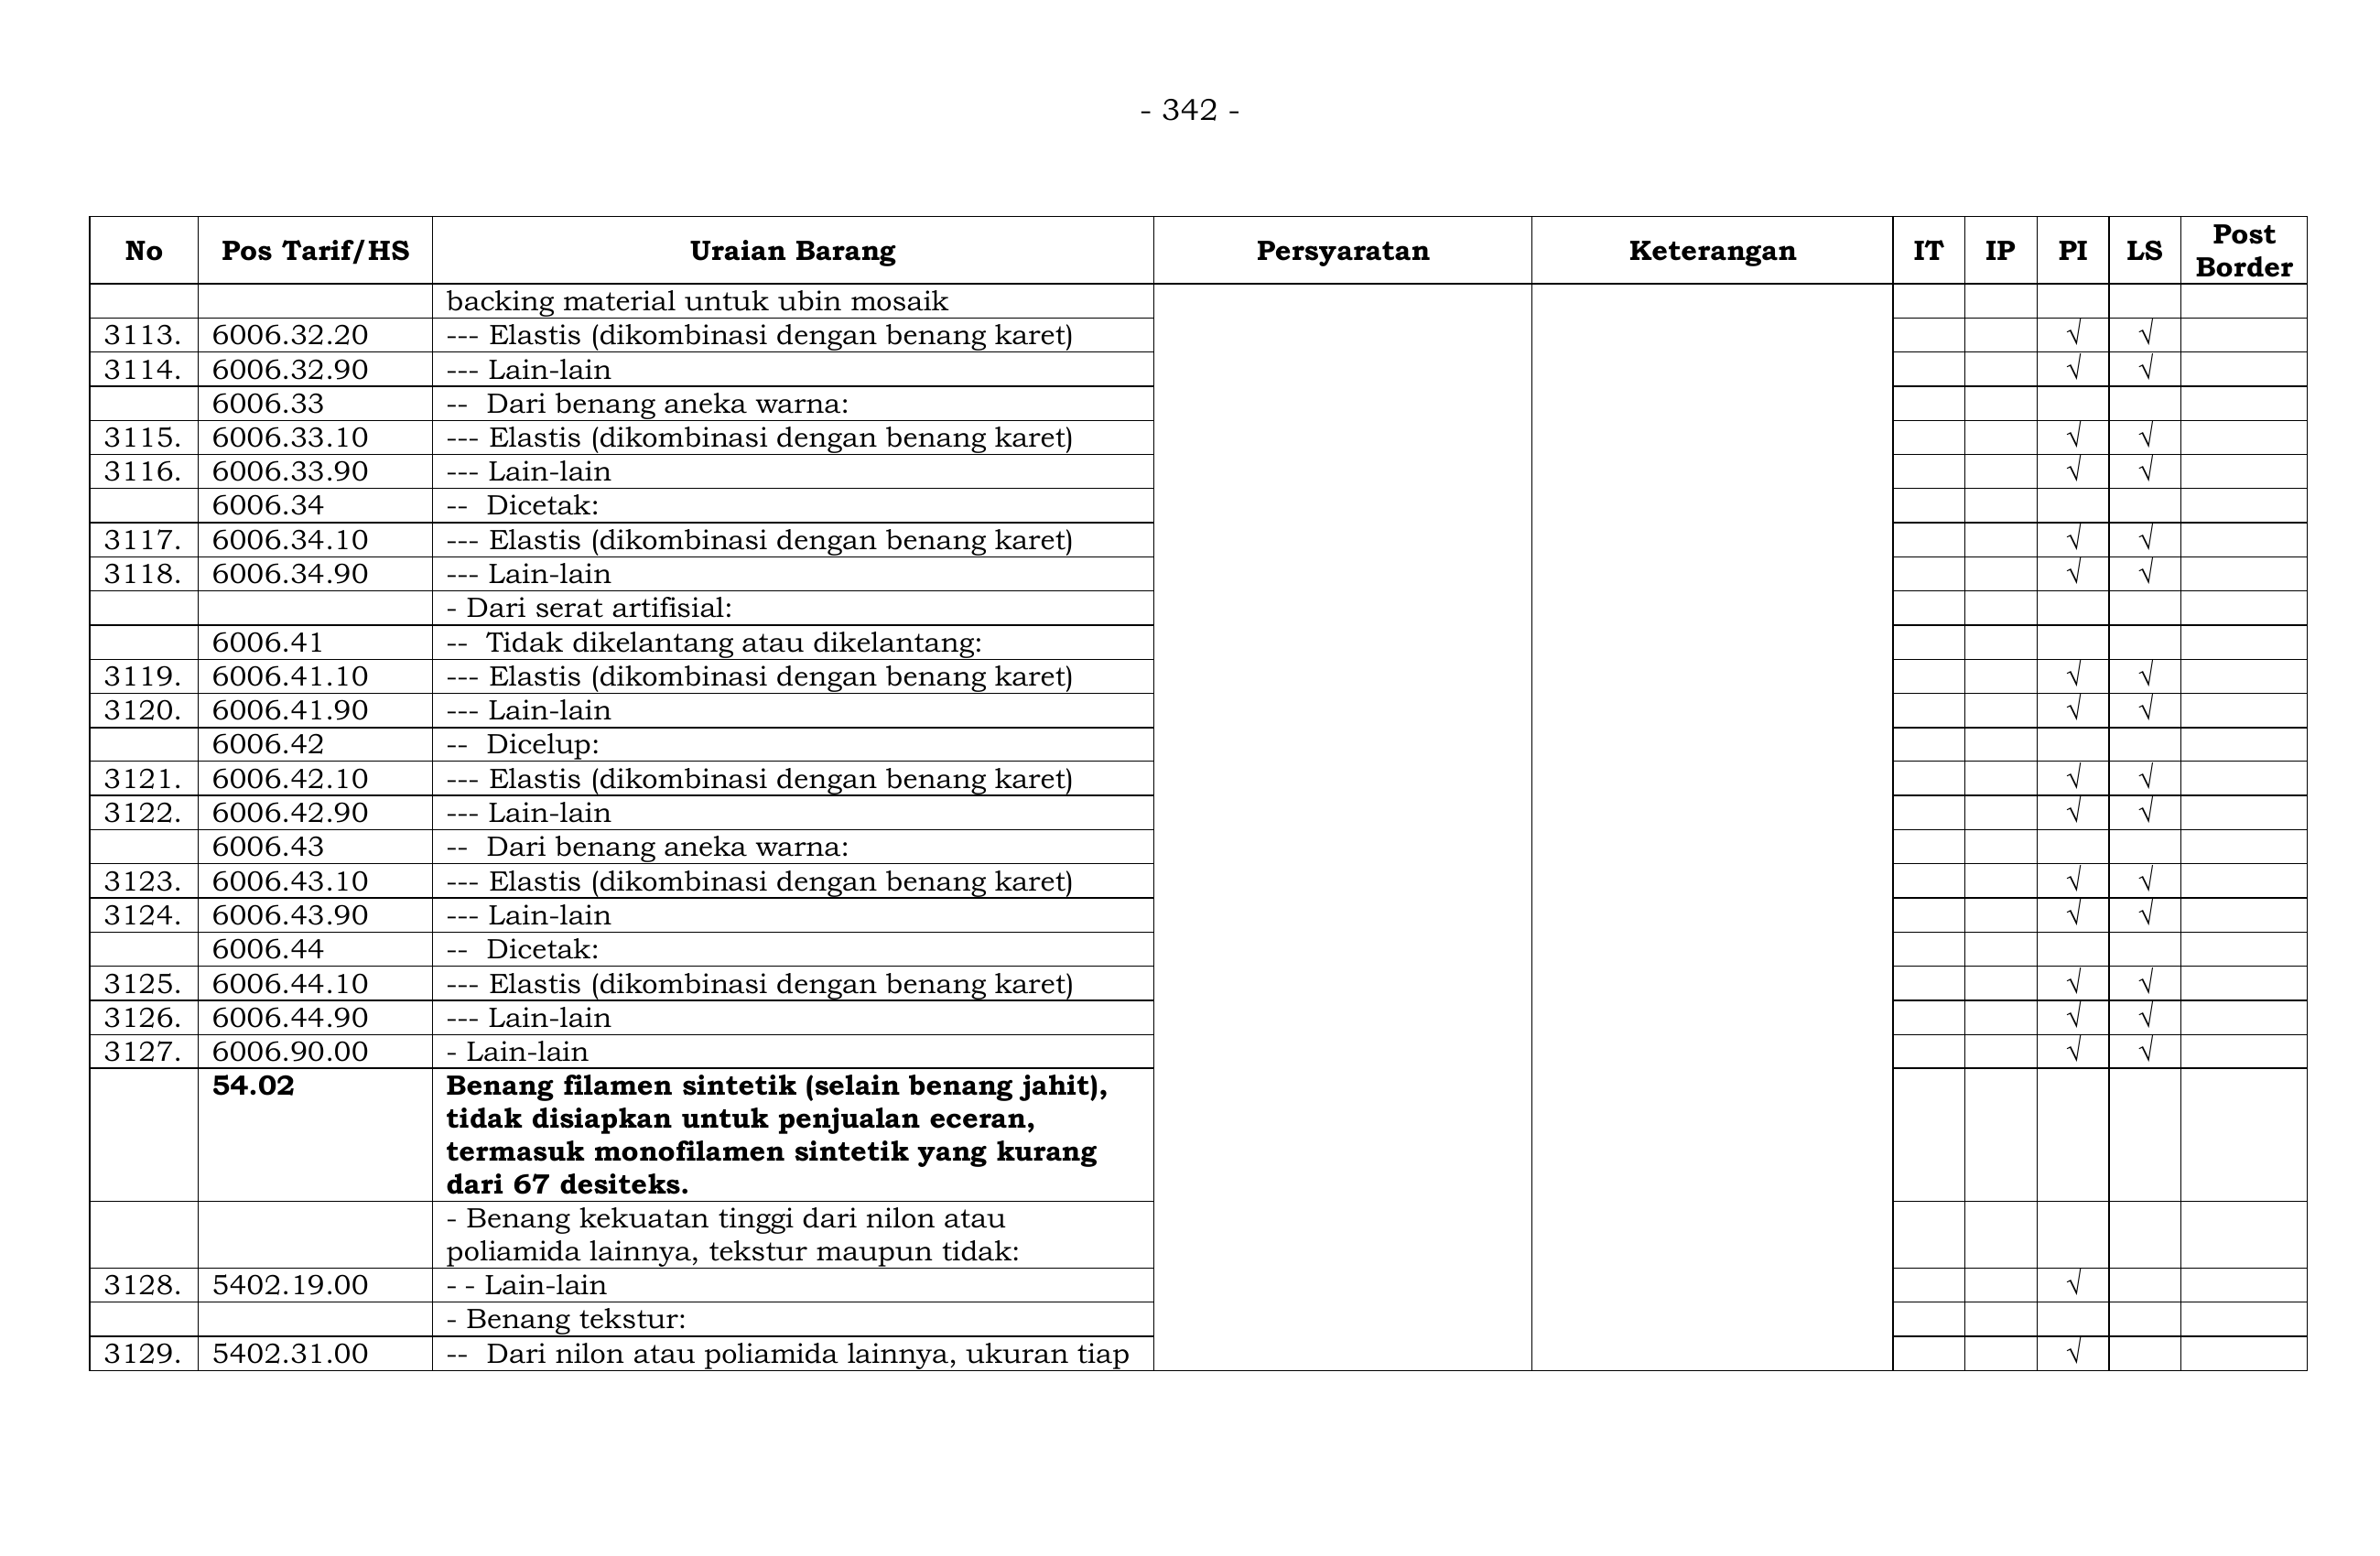 - 342 -
No Pos Tarif/HS Uraian Barang Persyaratan Keterangan IT IP PI LS Post Border
backing material untuk ubin mosaik
3113. 6006.32.20 --- Elastis (dikombinasi dengan benang karet) √ √
3114. 6006.32.90 --- Lain-lain √ √
6006.33 -- Dari benang aneka warna:
3115. 6006.33.10 --- Elastis (dikombinasi dengan benang karet) √ √
3116. 6006.33.90 --- Lain-lain √ √
6006.34 -- Dicetak:
3117. 6006.34.10 --- Elastis (dikombinasi dengan benang karet) √ √
3118. 6006.34.90 --- Lain-lain √ √
- Dari serat artifisial:
6006.41 -- Tidak dikelantang atau dikelantang:
3119. 6006.41.10 --- Elastis (dikombinasi dengan benang karet) √ √
3120. 6006.41.90 --- Lain-lain √ √
6006.42 -- Dicelup:
3121. 6006.42.10 --- Elastis (dikombinasi dengan benang karet) √ √
3122. 6006.42.90 --- Lain-lain √ √
6006.43 -- Dari benang aneka warna:
3123. 6006.43.10 --- Elastis (dikombinasi dengan benang karet) √ √
3124. 6006.43.90 --- Lain-lain √ √
6006.44 -- Dicetak:
3125. 6006.44.10 --- Elastis (dikombinasi dengan benang karet) √ √
3126. 6006.44.90 --- Lain-lain √ √
3127. 6006.90.00 - Lain-lain √ √
54.02 Benang filamen sintetik (selain benang jahit),
tidak disiapkan untuk penjualan eceran,
termasuk monofilamen sintetik yang kurang
dari 67 desiteks.
- Benang kekuatan tinggi dari nilon atau
poliamida lainnya, tekstur maupun tidak:
3128. 5402.19.00 - - Lain-lain √
- Benang tekstur:
3129. 5402.31.00 -- Dari nilon atau poliamida lainnya, ukuran tiap √